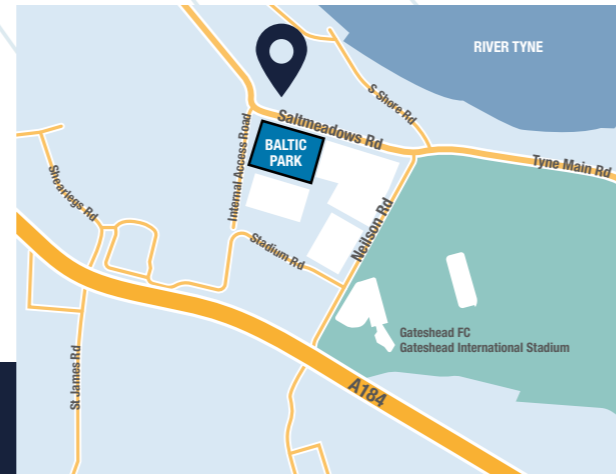 RIVER TYNE
S Shore Rd
Saltmeadows Rd
BALTIC
PARK
Internal Access Road
Tyne Main Rd
Shearlegs Rd
Neilson Rd
Stadium Rd
Gateshead FC
Gateshead International Stadium
St James Rd
A184